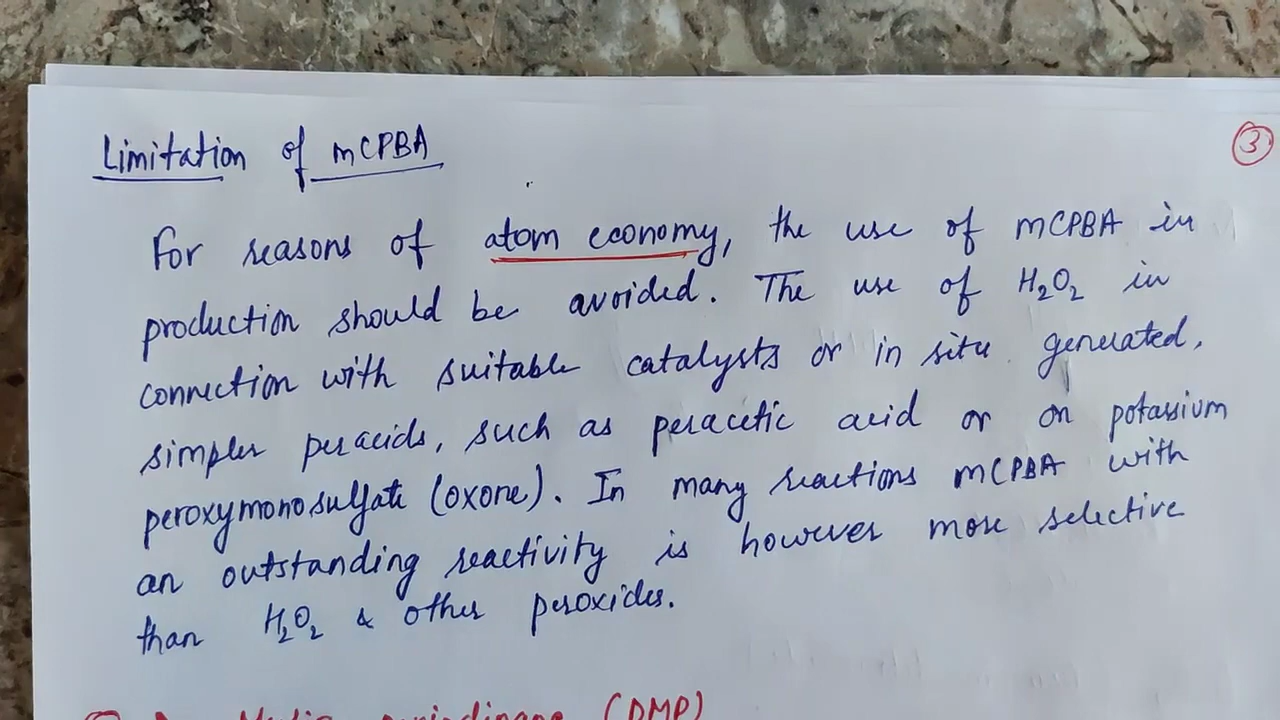 Limitation of mCPBA
3
For reasons of atom economy, the use of mCPBA in
production should be avoided. The use of H₂O₂ in
connection with suitable catalysts or in situ generated,
simpler peracids, such as peracetic acid or on potassium
peroxymonosulfate (oxone). In many reactions mCPBA with
an outstanding reactivity is however more selective
than H₂O₂ & other peroxides.
(DMP)